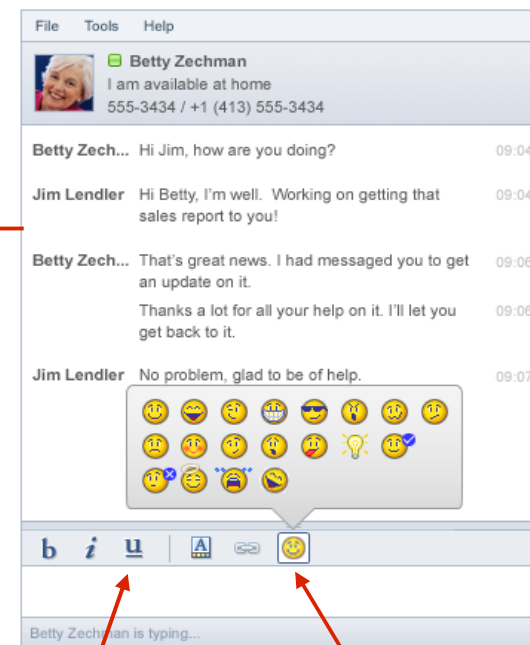 File Tools Help
Betty Zechman
I am available at home
555-3434 / +1 (413) 555-3434
Betty Zech... Hi Jim, how are you doing? 09:04
Jim Lendler Hi Betty, I'm well. Working on getting that 09:04
sales report to you!
Betty Zech... That's great news. I had messaged you to get 09:06
an update on it.
Thanks a lot for all your help on it. I'll let you 09:06
get back to it.
Jim Lendler No problem, glad to be of help. 09:07
b i u A
Betty Zechman is typing...